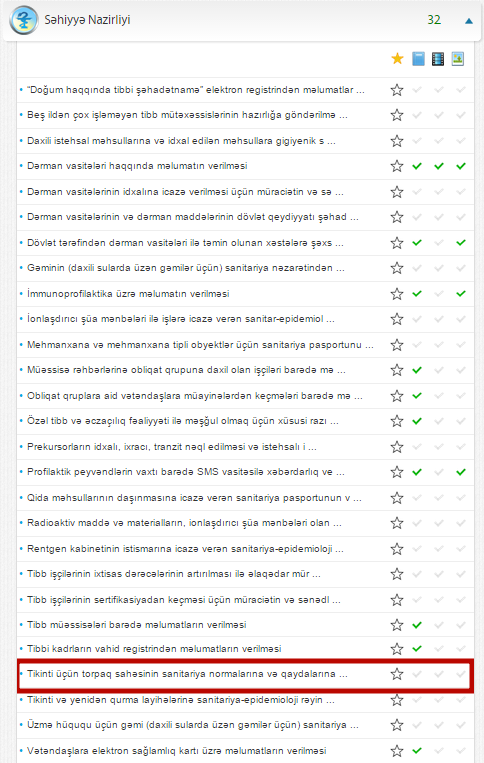 Səhiyyə Nazirliyi 32
“Doğum haqqında tibbi şəhadətnamə” elektron registrindən məlumatlar ...
Beş ildən çox işləməyən tibb mütəxəssislərinin hazırlığa göndərilmə ...
Daxili istehsal məhsullarına və idxal edilən məhsullara gigiyenik s ...
Dərman vasitələri haqqında məlumatın verilməsi
Dərman vasitələrinin idxalına icazə verilməsi üçün müraciətin və sə ...
Dərman vasitələrinin və dərman maddələrinin dövlət qeydiyyatı şəhad ...
Dövlət tərəfindən dərman vasitələri ilə təmin olunan xəstələrə şəxs ...
Gəminin (daxili sularda üzən gəmilər üçün) sanitariya nəzarətindən ...
İmmunoprofilaktika üzrə məlumatın verilməsi
İonlaşdırıcı şüa mənbələri ilə işlərə icazə verən sanitar-epidemiol ...
Mehmanxana və mehmanxana tipli obyektlər üçün sanitariya pasportunu ...
Müəssisə rəhbərlərinə obliqat qrupuna daxil olan işçiləri barədə mə ...
Obliqat qruplara aid vətəndaşlara müayinələrdən keçmələri barədə mə ...
Özəl tibb və əczaçılıq fəaliyyəti ilə məşğul olmaq üçün xüsusi razı ...
Prekursorların idxalı, ixracı, tranzit nəql edilməsi və istehsalı i ...
Profilaktik peyvəndlərin vaxtı barədə SMS vasitəsilə xəbərdarlıq ve ...
Qida məhsullarının daşınmasına icazə verən sanitariya pasportunun v ...
Radioaktiv maddə və materialların, ionlaşdırıcı şüa mənbələri olan ...
Rentgen kabinetinin istismarına icazə verən sanitariya-epidemioloji ...
Tibb işçilərinin ixtisas dərəcələrinin artırılması ilə əlaqədar mür ...
Tibb işçilərinin sertifikasiyadan keçməsi üçün müraciətin və sənədl ...
Tibb müəssisələri barədə məlumatların verilməsi
Tibbi kadrların vahid registrindən məlumatların verilməsi
Tikinti üçün torpaq sahəsinin sanitariya normalarına və qaydalarına ...
Tikinti və yenidən qurma layihələrinə sanitariya-epidemioloji rəyin ...
Üzmə hüququ üçün gəmi (daxili sularda üzən gəmilər üçün) sanitariya ...
Vətəndaşlara elektron sağlamlıq kartı üzrə məlumatların verilməsi